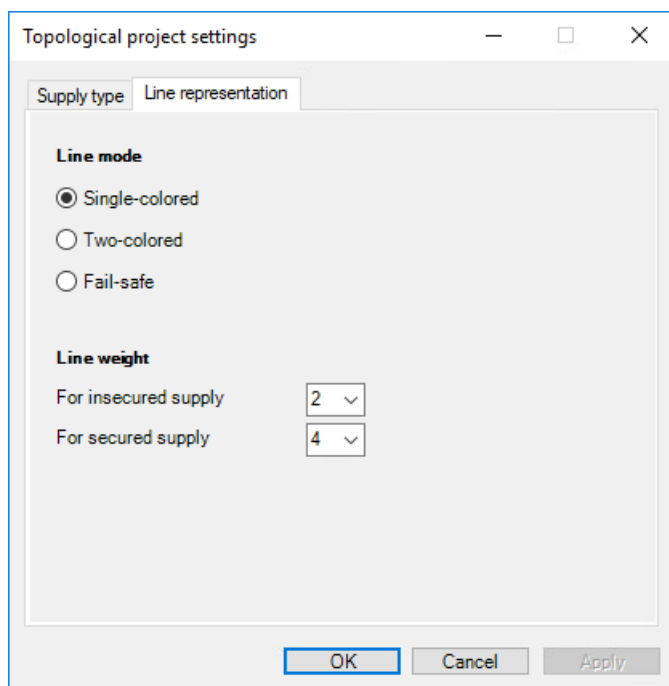 Topological project settings
Supply type Line representation
Line mode
Single-colored
Two-colored
Fail-safe
Line weight
For insecured supply 2
For secured supply 4
OK Cancel Apply